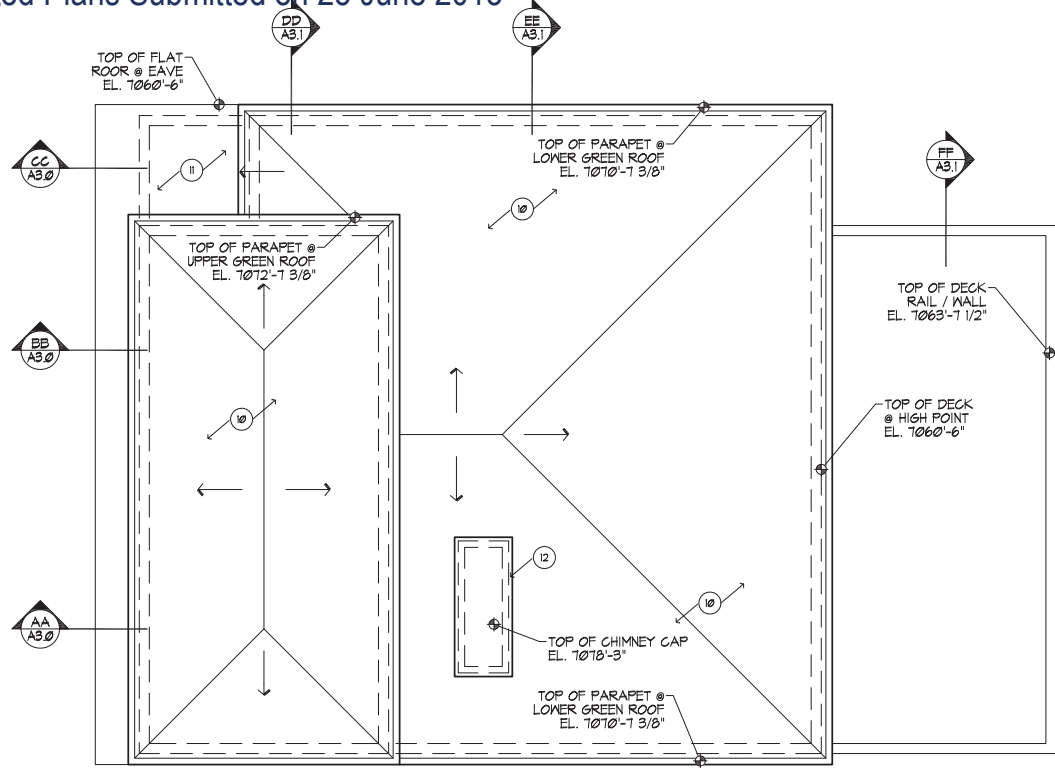 ed Plans Submitted on 25 June 2015
DD
A3.1
EE
A3.1
TOP OF FLAT
ROOR @ EAVE
EL. 7060'-6"
CC
A3.0
11
TOP OF PARAPET @
LOWER GREEN ROOF
EL. 7070'-7 3/8"
FF
A3.1
10
TOP OF PARAPET @
UPPER GREEN ROOF
EL. 7072'-7 3/8"
TOP OF DECK
RAIL / WALL
EL. 7063'-7 1/2"
BB
A3.0
10
TOP OF DECK
@ HIGH POINT
EL. 7060'-6"
12
10
AA
A3.0
TOP OF CHIMNEY CAP
EL. 7078'-3"
TOP OF PARAPET @
LOWER GREEN ROOF
EL. 7070'-7 3/8"